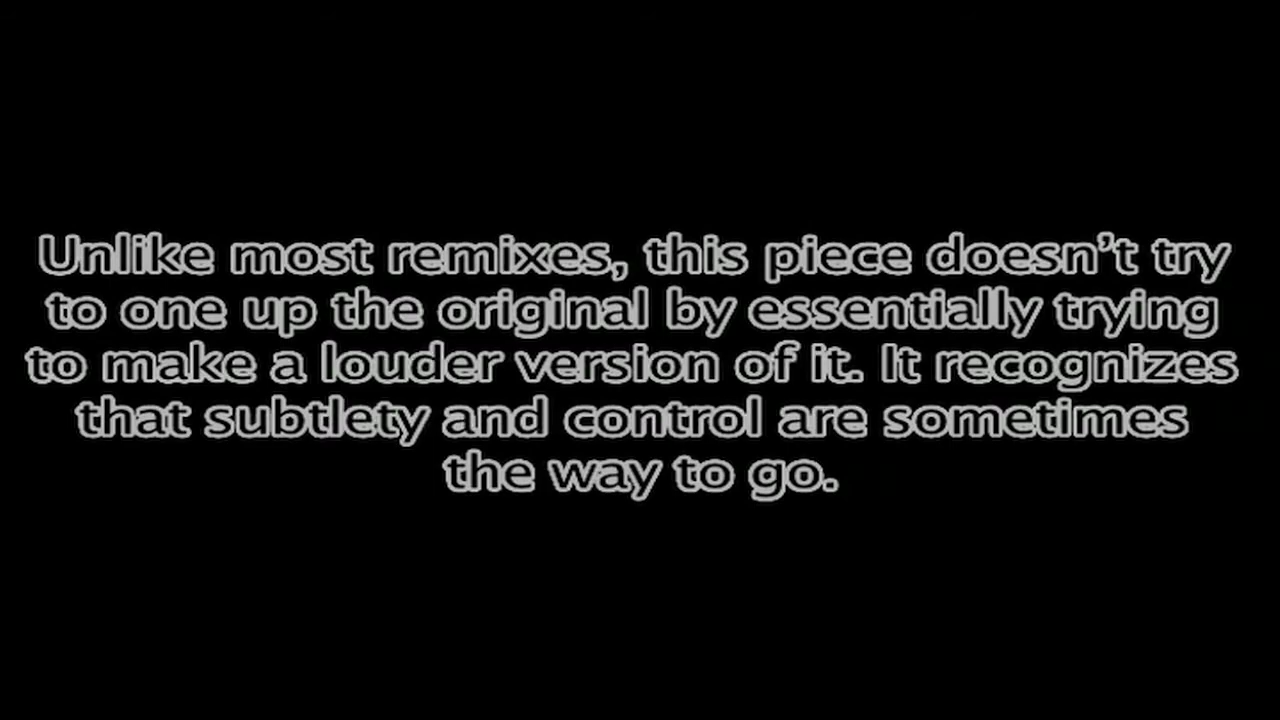 Unlike most remixes, this piece doesn’t try
to one up the original by essentially trying
to make a louder version of it. It recognizes
that subtlety and control are sometimes
the way to go.